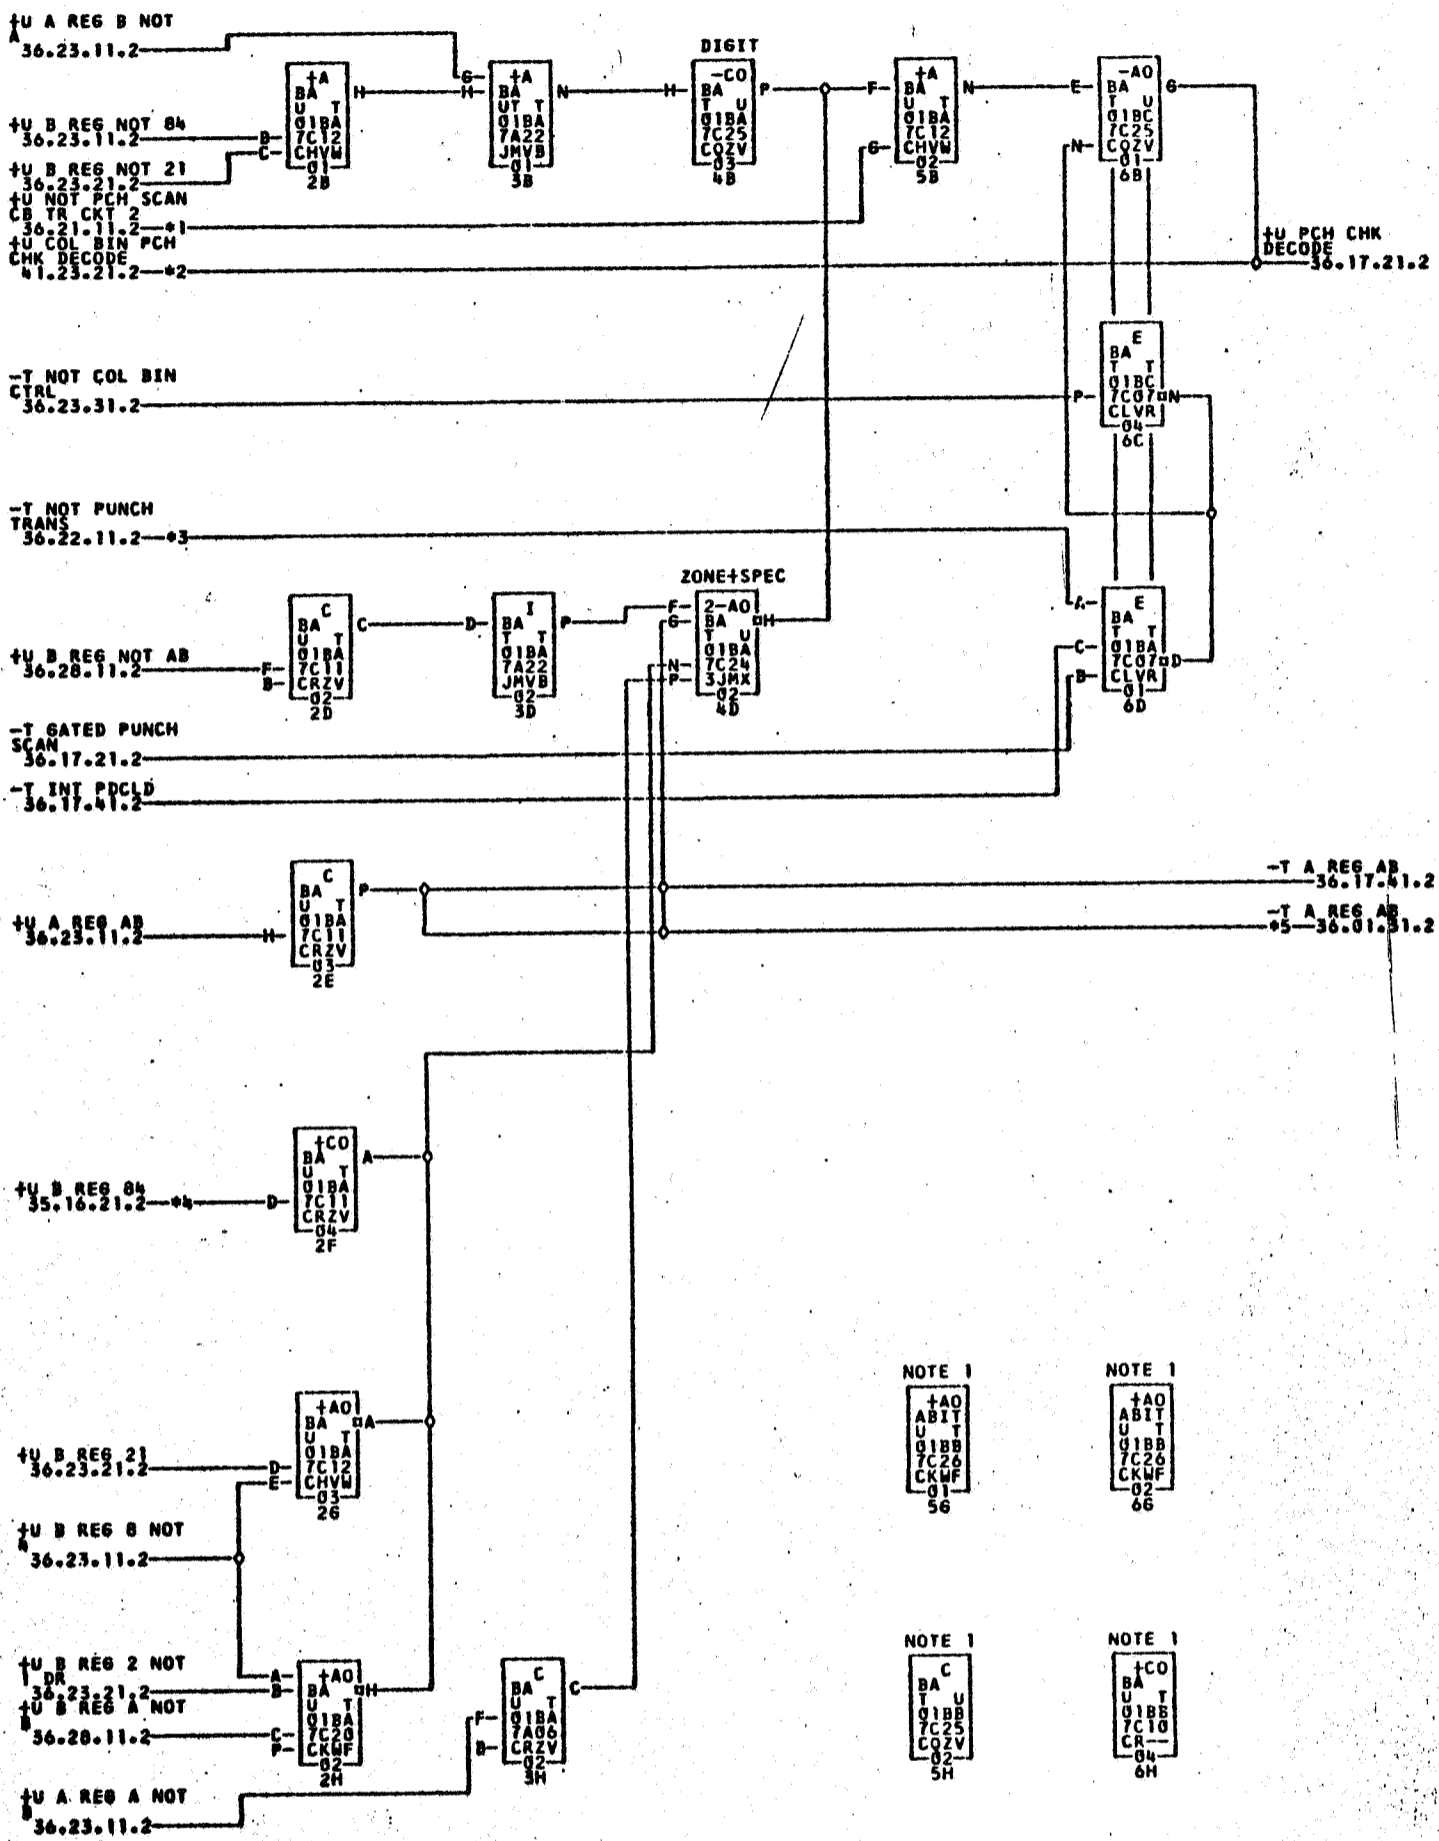 +U A REG B NOT
A
36.23.11.2
+U B REG NOT 84
36.23.11.2
+U B REG NOT 21
36.23.21.2
+U NOT PCH SCAN
CB TR CKT 2
36.21.11.2—*1
+U COL BIN PCH
CHK DECODE
41.23.21.2—*2
B
C
+A
BA
U T
01BA
7C12
CHVW
01
2B
H
G
H
+A
BA
UT T
01BA
7A22
JMVB
01
3B
N
DIGIT
H
-CO
BA
T U
01BA
7C25
CQZV
03
4B
P
F
G
+A
BA
U T
01BA
7C12
CHVW
02
5B
N
E
N
-AO
BA
T U
01BC
7C25
CQZV
01
6B
G
+U PCH CHK
DECODE
36.17.21.2
-T NOT COL BIN
CTRL
36.23.31.2
P
E
BA
T T
01BC
7C07
CLVR
04
6C
N
-T NOT PUNCH
TRANS
36.22.11.2—*3
+U B REG NOT AB
36.28.11.2
F
B
C
BA
U T
01BA
7C11
CRZV
02
2D
C
D
I
BA
T T
01BA
7A22
JMVB
02
3D
P
ZONE+SPEC
F
G
N
P
2-AO
BA
T U
01BA
7C24
3JMX
02
4D
H
A
C
B
E
BA
T T
01BA
7C07
CLVR
01
6D
D
-T GATED PUNCH
SCAN
36.17.21.2
-T INT PDCLD
36.17.41.2
+U A REG AB
36.23.11.2
H
C
BA
U T
01BA
7C11
CRZV
03
2E
P
-T A REG AB
36.17.41.2
-T A REG AB
*5—36.01.31.2
+U B REG 84
35.16.21.2—*4
D
+CO
BA
U T
01BA
7C11
CRZV
04
2F
A
+U B REG 21
36.23.21.2
D
E
+AO
BA
U T
01BA
7C12
CHVW
03
2G
A
+U B REG 8 NOT
4
36.23.11.2
NOTE 1
+AO
ABIT
U T
01BB
7C26
CKWF
01
5G
NOTE 1
+AO
ABIT
U T
01BB
7C26
CKWF
02
6G
+U B REG 2 NOT
1 DR
36.23.21.2
+U B REG A NOT
B
36.28.11.2
A
B
C
P
+AO
BA
U T
01BA
7C20
CKWF
02
2H
H
F
B
C
BA
U T
01BA
7A06
CRZV
02
3H
C
+U A REG A NOT
B
36.23.11.2
NOTE 1
C
BA
T U
01BB
7C25
CQZV
02
5H
NOTE 1
+CO
BA
U T
01BB
7C10
CR--
04
6H